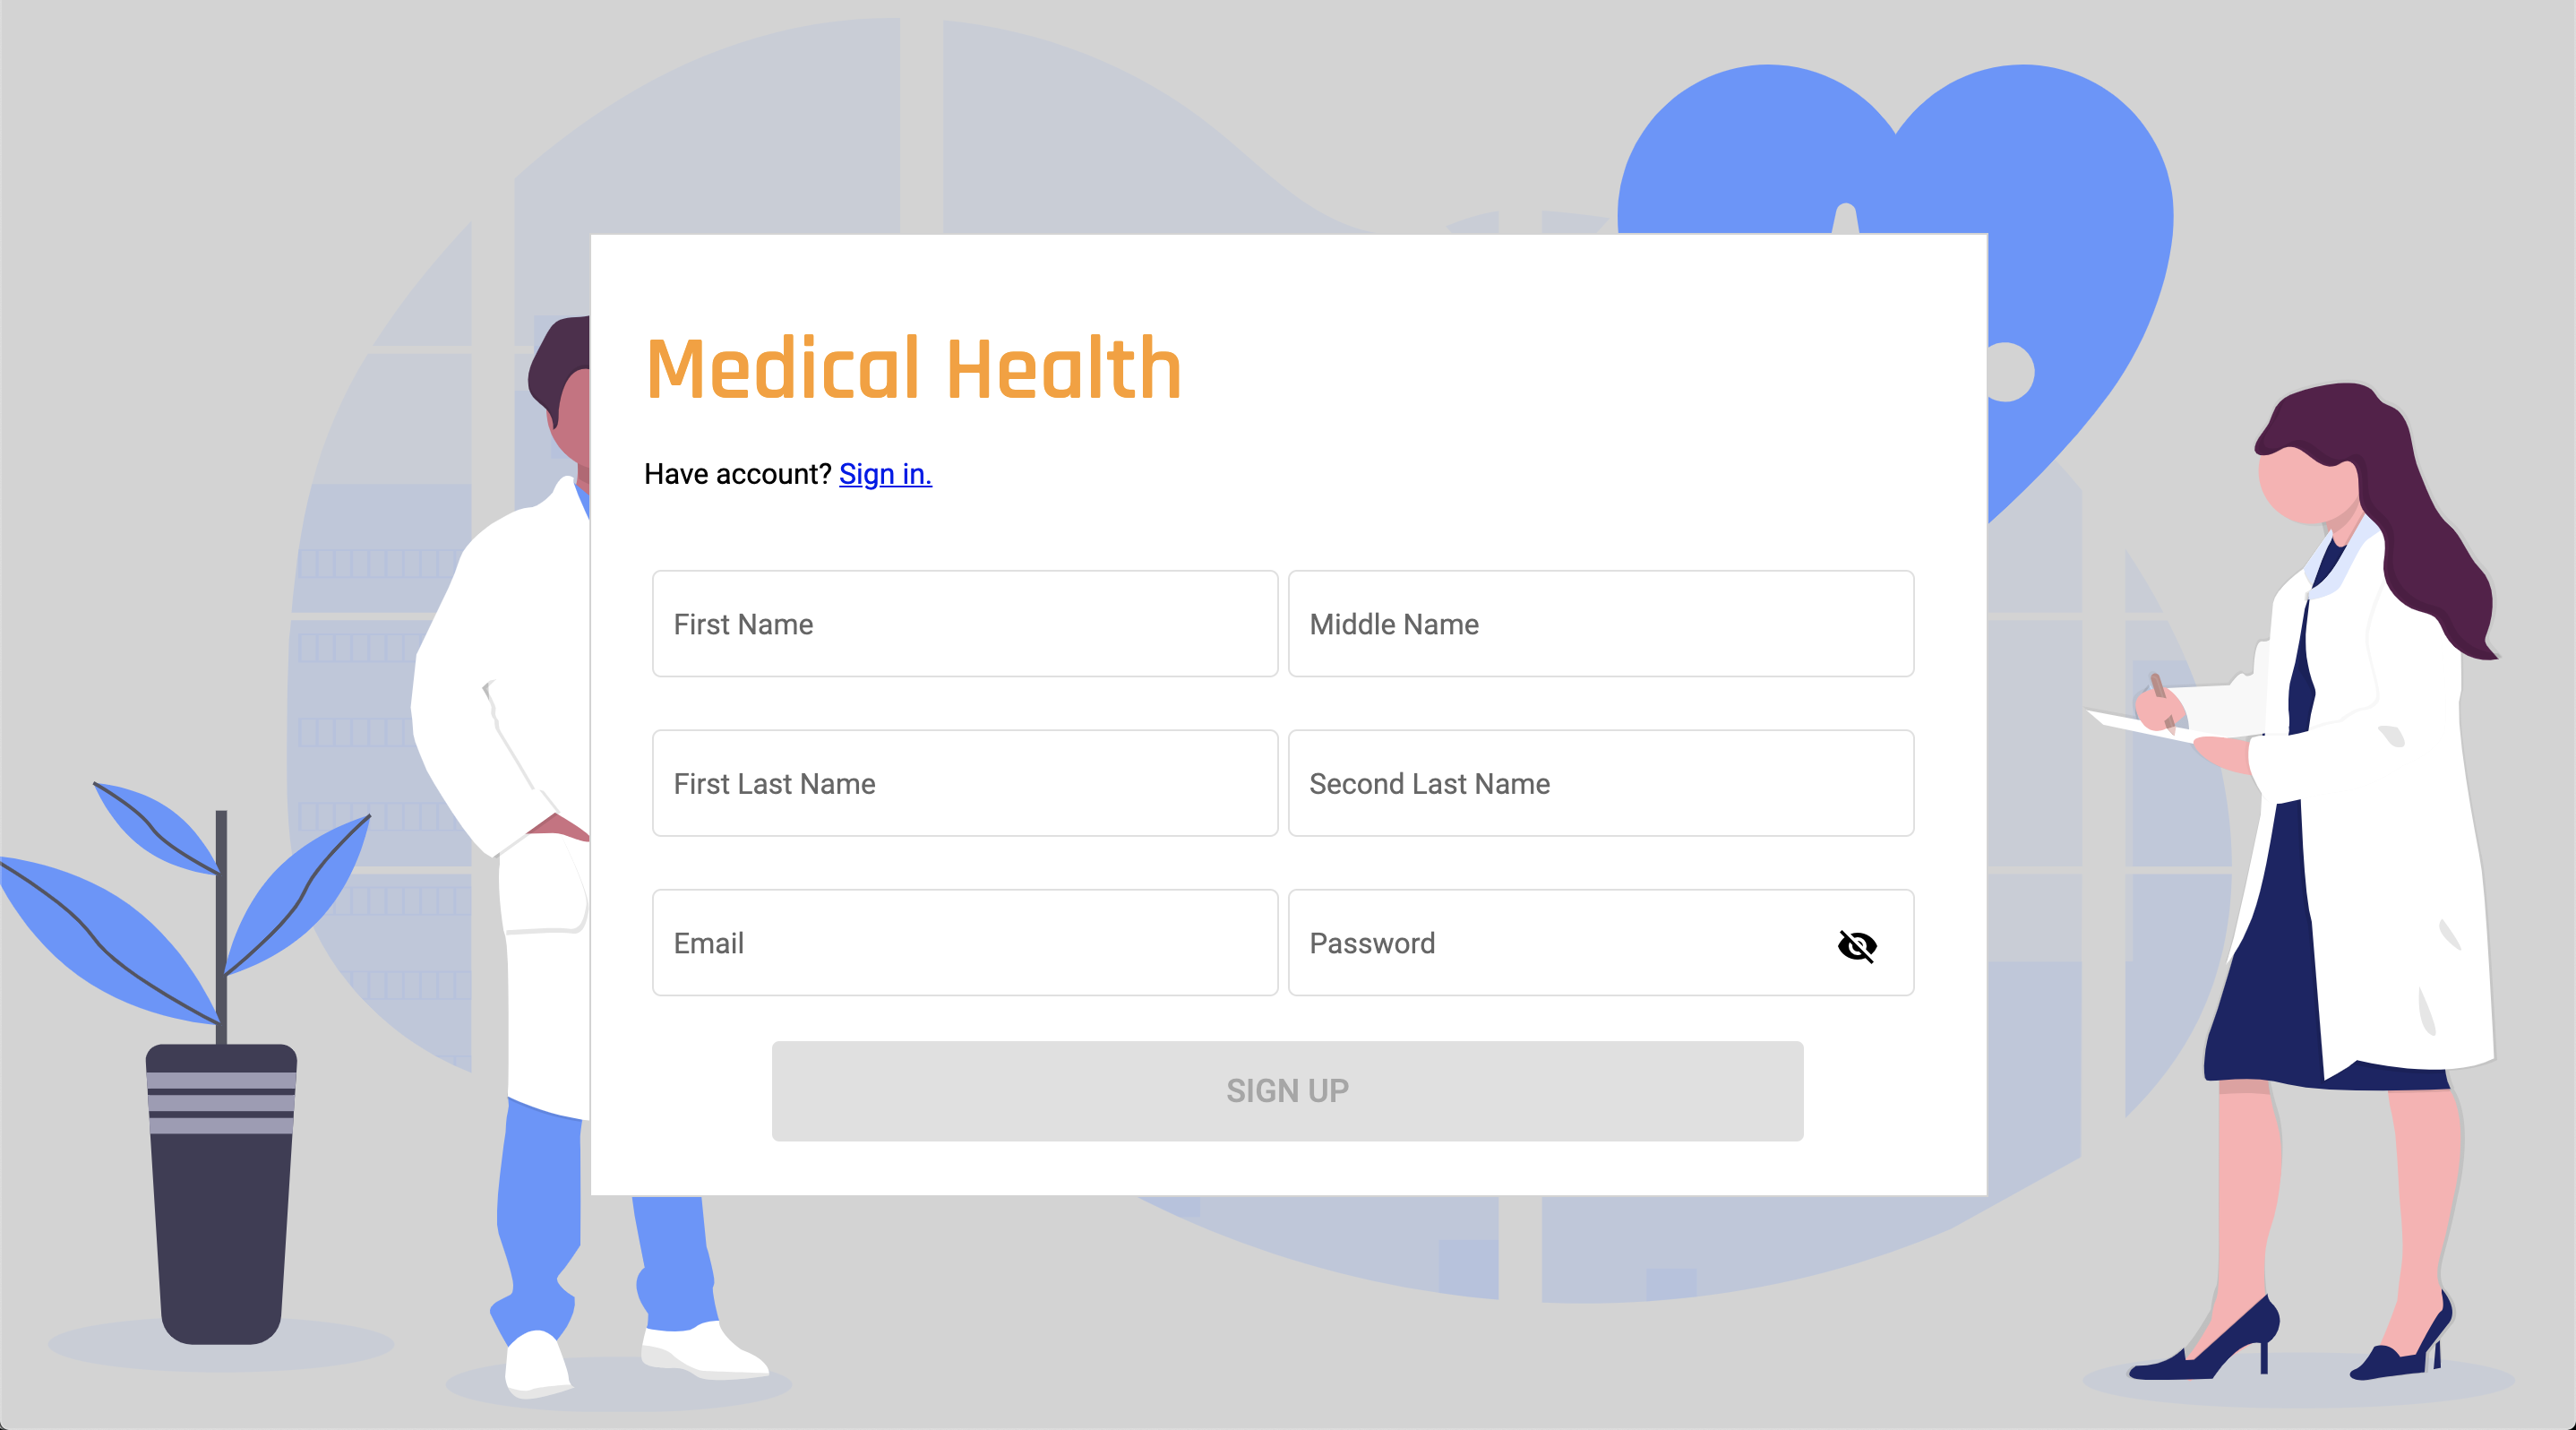 Medical Health
Have account? Sign in.
First Name
Middle Name
First Last Name
Second Last Name
Email
Password
SIGN UP